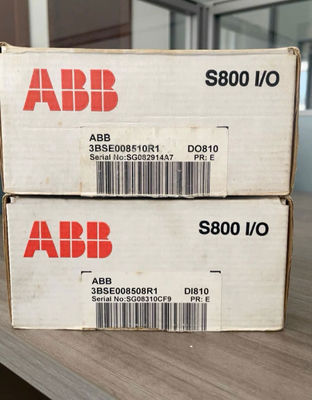 ABB
S800 I/O
ABB
3BSE008510R1 DO810
Serial No:SG082914A7 PR: E
ABB
S800 I/O
ABB
3BSE008508R1 DI810
Serial No:SG08310CF9 PR: E